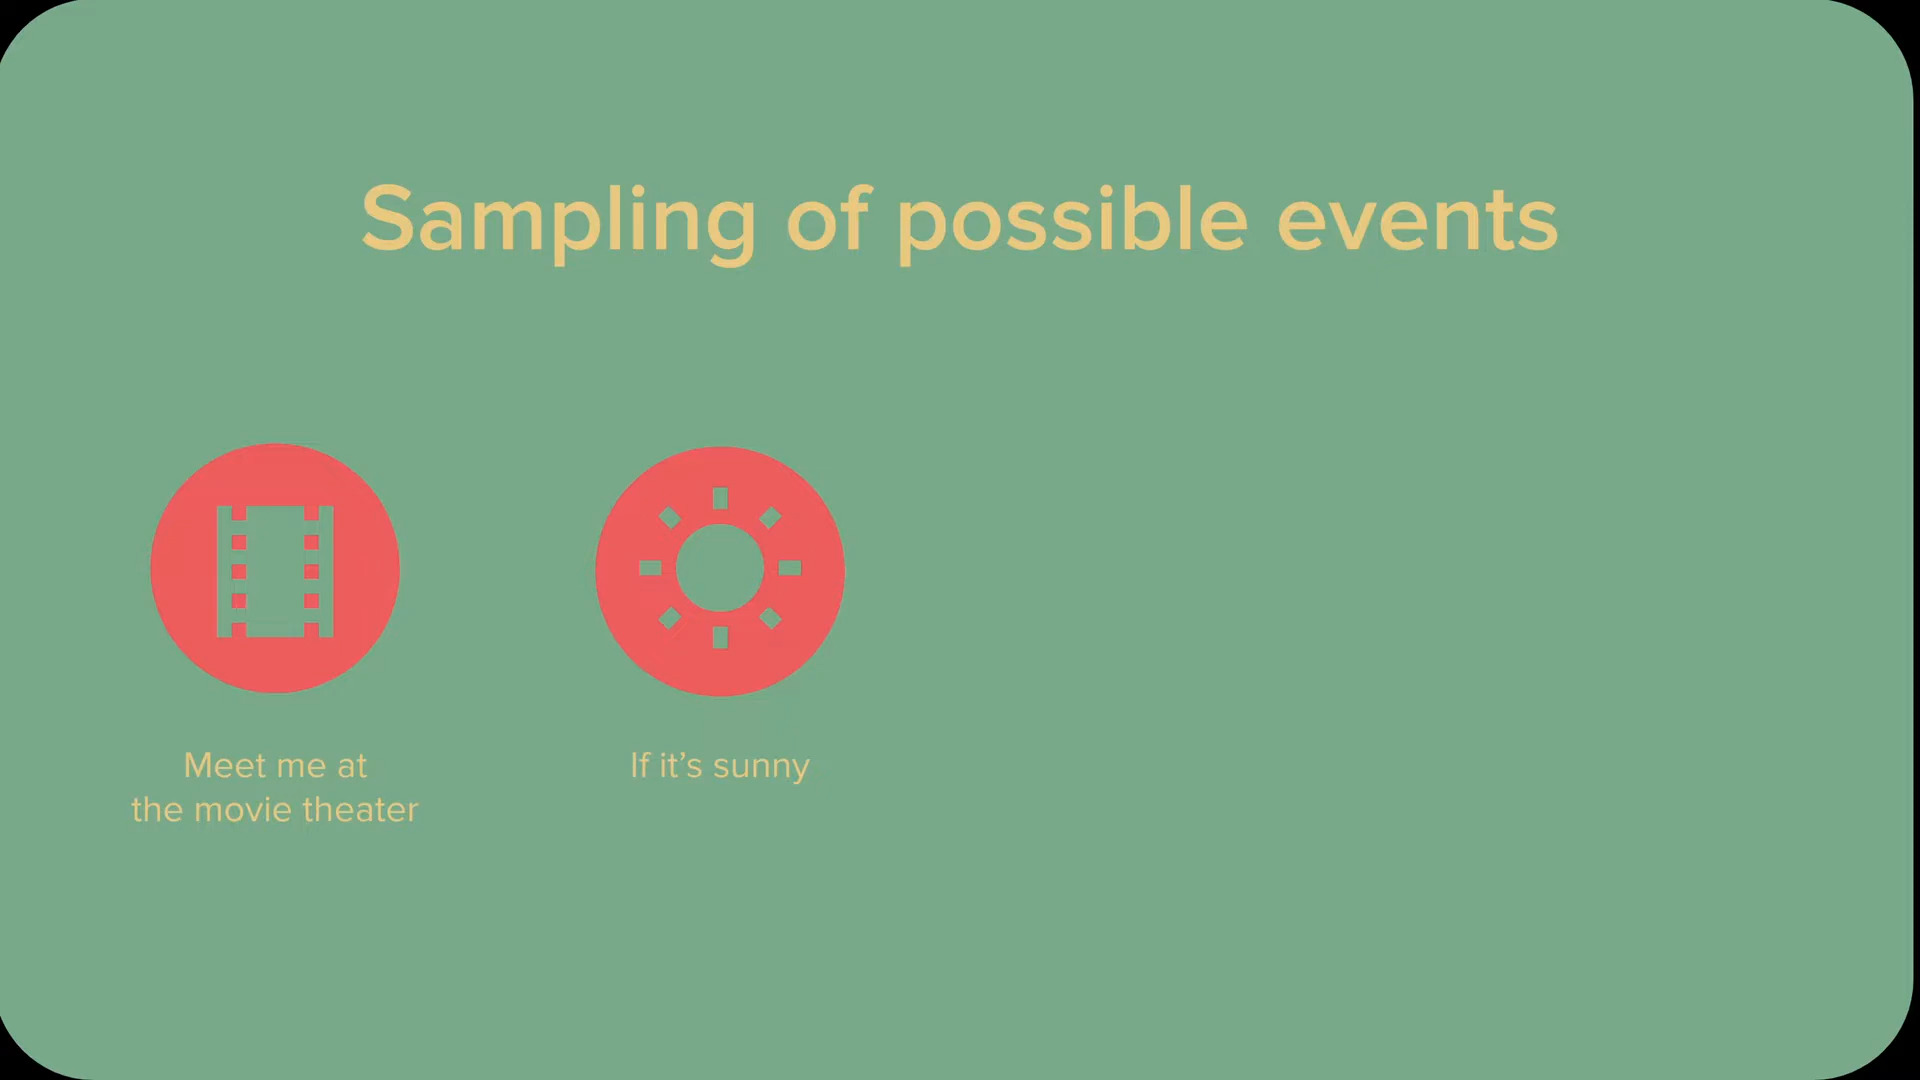 Sampling of possible events
Meet me at
the movie theater
If it’s sunny